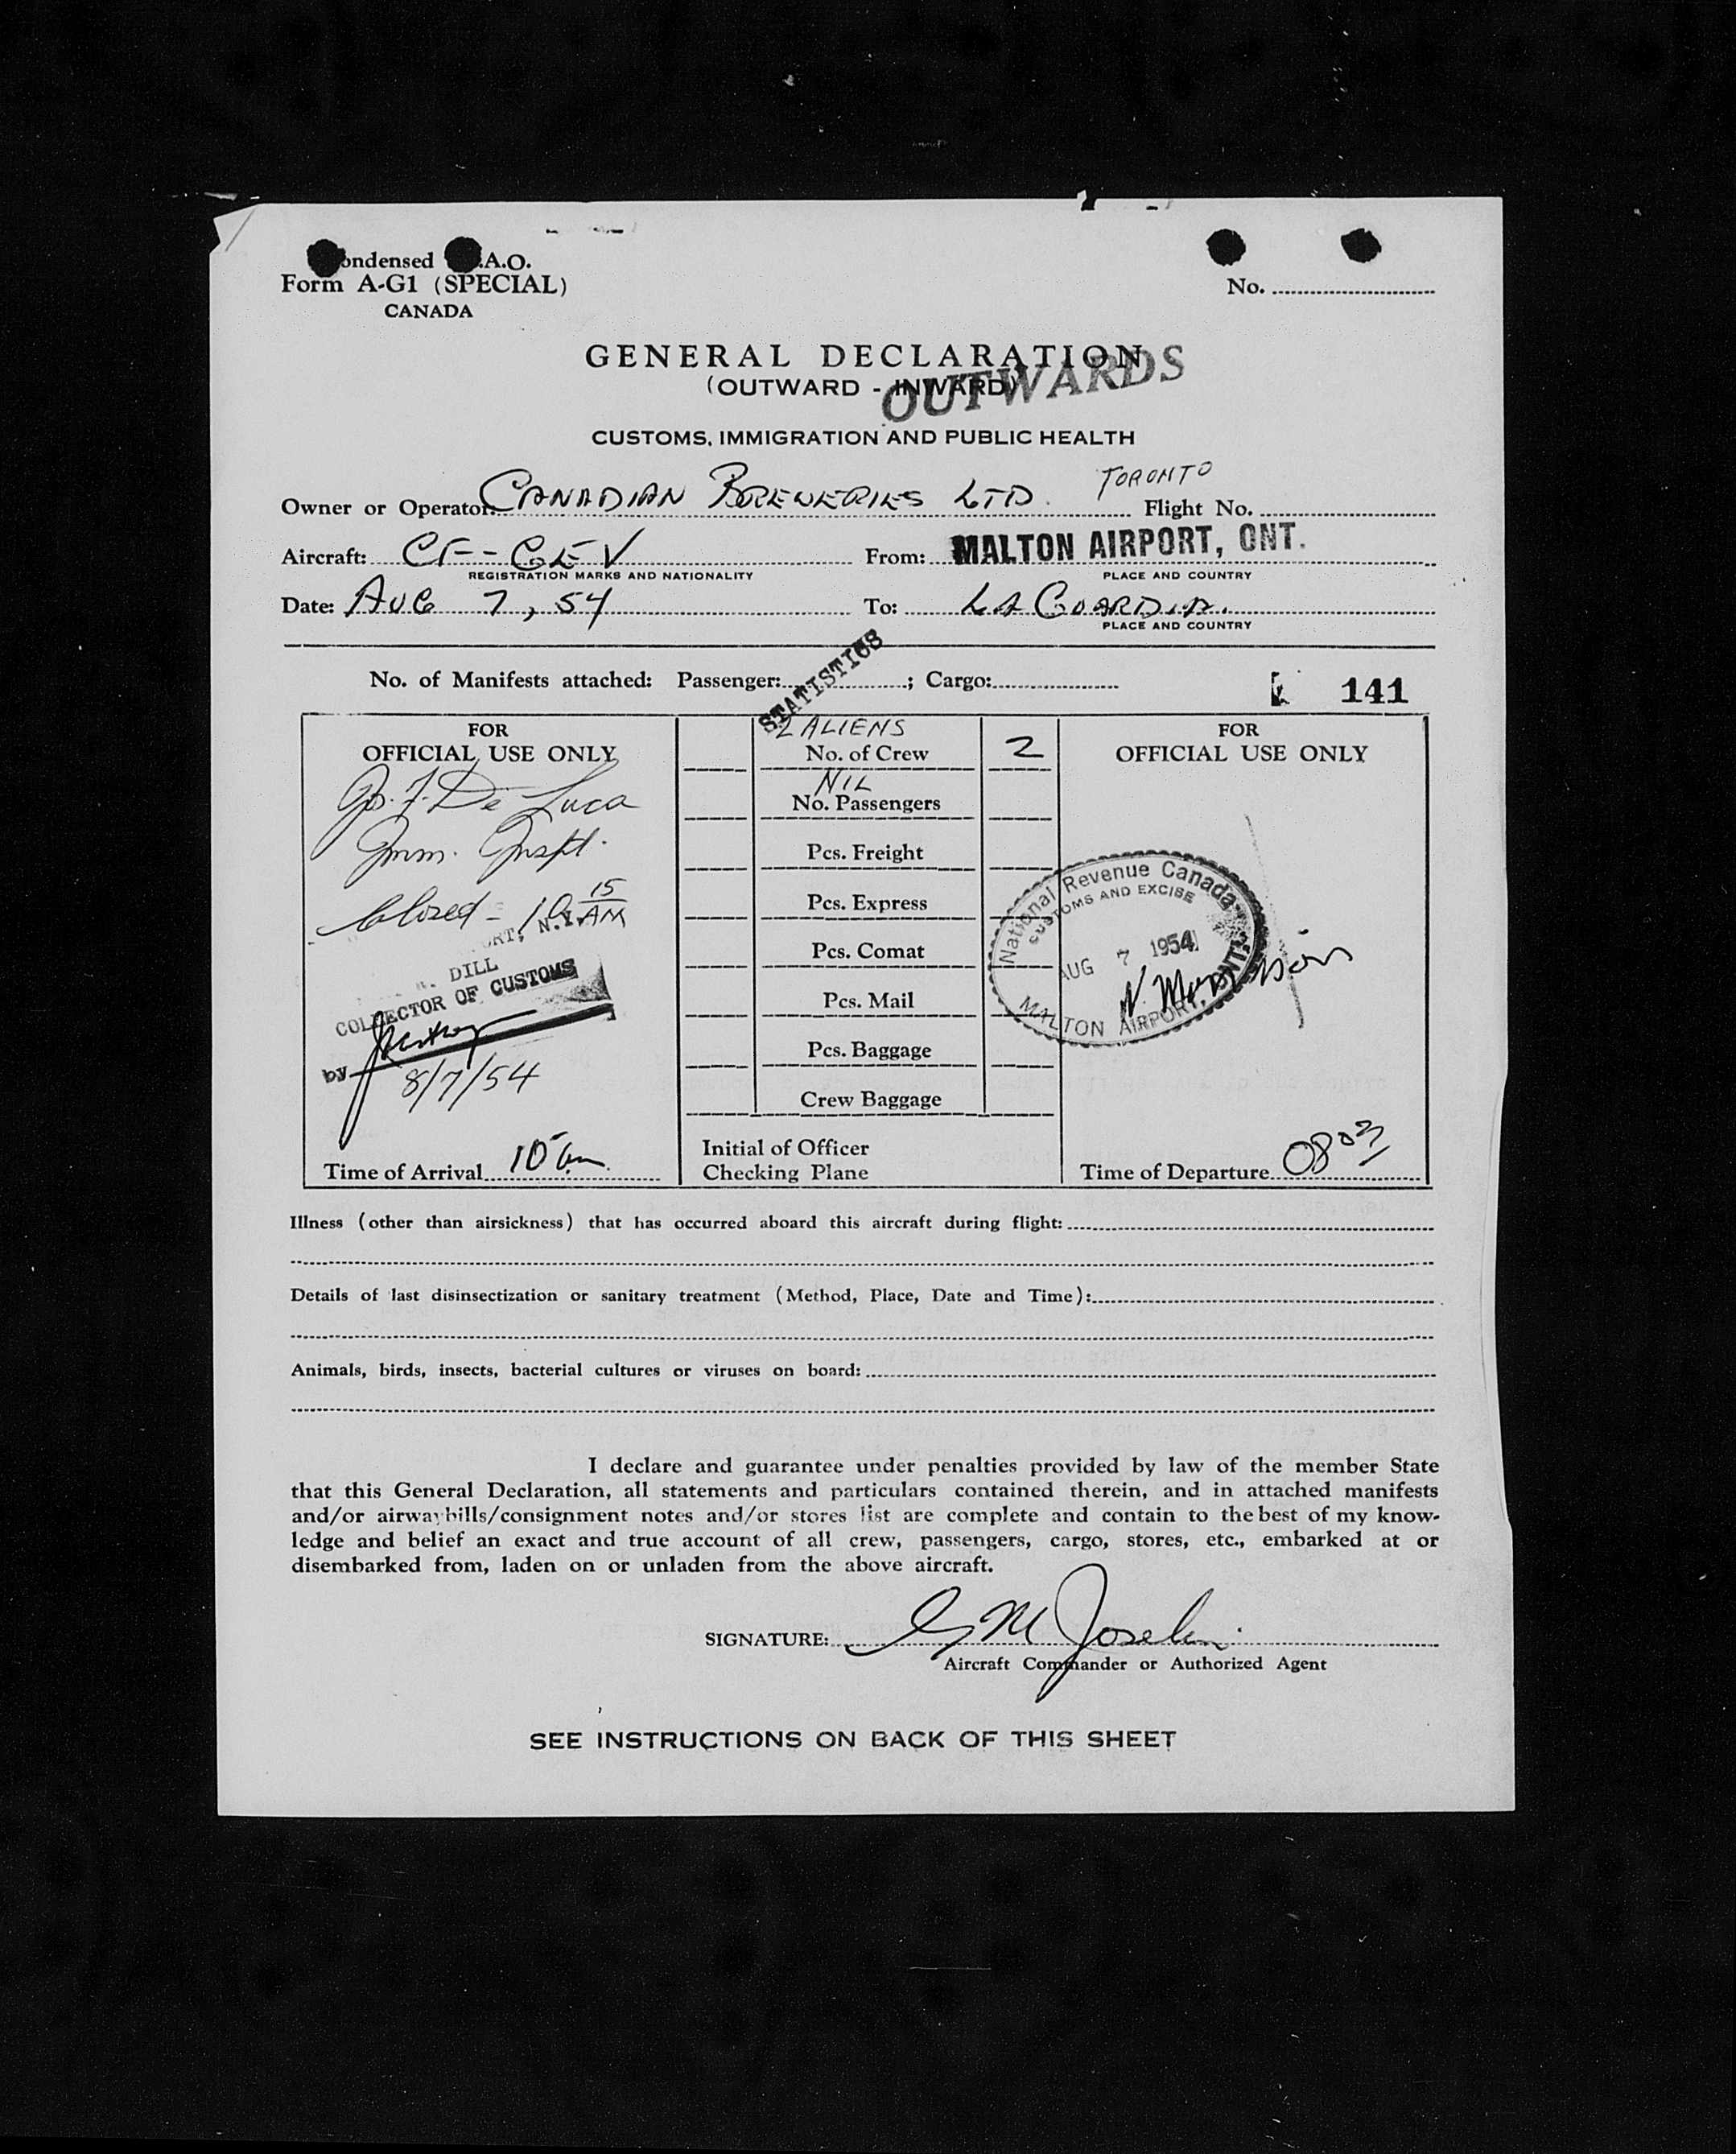 ondensed .A.O.
Form A-G1 (SPECIAL)
CANADA
No.
GENERAL DECLARATION
(OUTWARD - INWARD)
OUTWARDS
CUSTOMS, IMMIGRATION AND PUBLIC HEALTH
Owner or Operator: CANADIAN BREWERIES LTD. TORONTO Flight No.
Aircraft: CF-GEV From: MALTON AIRPORT, ONT.
REGISTRATION MARKS AND NATIONALITY PLACE AND COUNTRY
Date: AUG 7, 54 To: LA GUARDIA.
PLACE AND COUNTRY
No. of Manifests attached: Passenger: ; Cargo:
STATISTICS
141
FOR
OFFICIAL USE ONLY
De Luca
Imm. Inspt.
Closed - 10 15 AM
N.Y.
DILL
COLLECTOR OF CUSTOMS
by
8/7/54
Time of Arrival 10
2 ALIENS
No. of Crew 2
NIL
No. Passengers
Pcs. Freight
Pcs. Express
Pcs. Comat
Pcs. Mail
Pcs. Baggage
Crew Baggage
Initial of Officer
Checking Plane
FOR
OFFICIAL USE ONLY
National Revenue Canada
CUSTOMS AND EXCISE
AUG 7 1954
MALTON AIRPORT, ONT.
Time of Departure 0803
Illness (other than airsickness) that has occurred aboard this aircraft during flight:
Details of last disinsectization or sanitary treatment (Method, Place, Date and Time):
Animals, birds, insects, bacterial cultures or viruses on board:
I declare and guarantee under penalties provided by law of the member State
that this General Declaration, all statements and particulars contained therein, and in attached manifests
and/or airwaybills/consignment notes and/or stores list are complete and contain to the best of my know-
ledge and belief an exact and true account of all crew, passengers, cargo, stores, etc., embarked at or
disembarked from, laden on or unladen from the above aircraft.
SIGNATURE:
Aircraft Commander or Authorized Agent
SEE INSTRUCTIONS ON BACK OF THIS SHEET